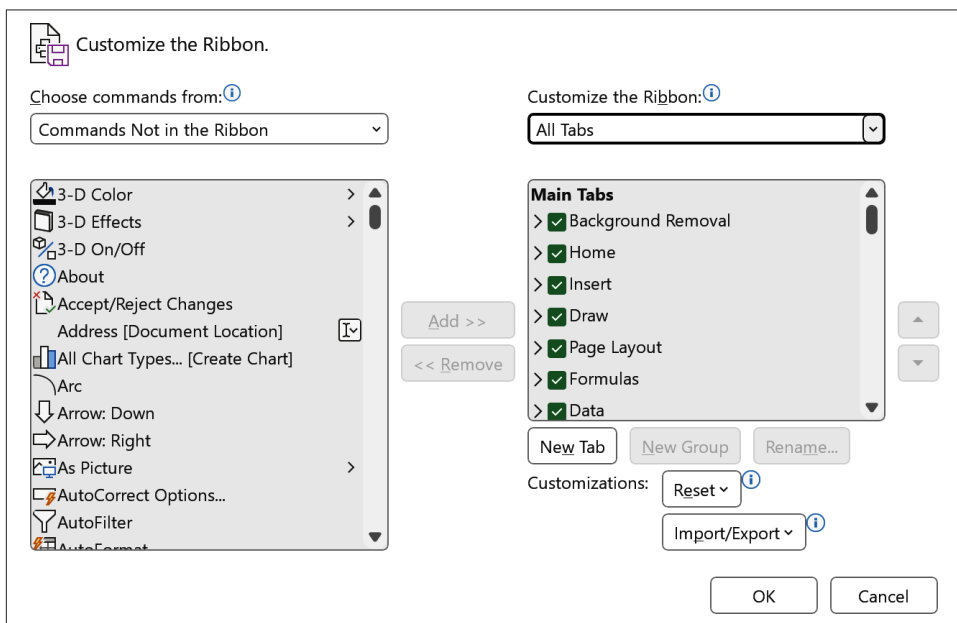 Customize the Ribbon.
Choose commands from:
Commands Not in the Ribbon
3-D Color
3-D Effects
3-D On/Off
About
Accept/Reject Changes
Address [Document Location]
All Chart Types... [Create Chart]
Arc
Arrow: Down
Arrow: Right
As Picture
AutoCorrect Options...
AutoFilter
AutoFormat
Add >>
<< Remove
Customize the Ribbon:
All Tabs
Main Tabs
Background Removal
Home
Insert
Draw
Page Layout
Formulas
Data
New Tab
New Group
Rename...
Customizations:
Reset
Import/Export
OK
Cancel